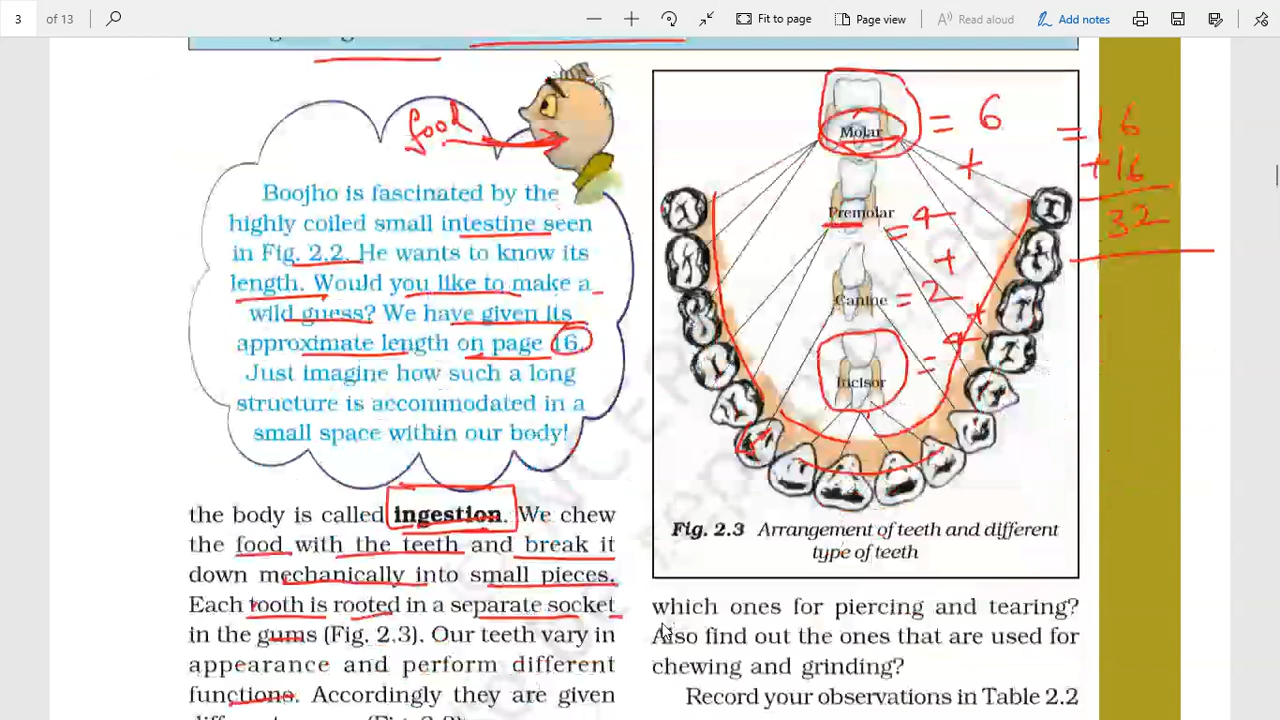 3 of 13
Fit to page
Page view
Read aloud
Add notes
food
Boojho is fascinated by the
highly coiled small intestine seen
in Fig. 2.2. He wants to know its
length. Would you like to make a
wild guess? We have given its
approximate length on page 16.
Just imagine how such a long
structure is accommodated in a
small space within our body!
the body is called ingestion. We chew
the food with the teeth and break it
down mechanically into small pieces.
Each tooth is rooted in a separate socket
in the gums (Fig. 2.3). Our teeth vary in
appearance and perform different
functions. Accordingly they are given
Molar = 6
+
Premolar = 4
+
Canine = 2
+
Incisor = 4
= 16
+16
32
Fig. 2.3 Arrangement of teeth and different
type of teeth
which ones for piercing and tearing?
Also find out the ones that are used for
chewing and grinding?
Record your observations in Table 2.2